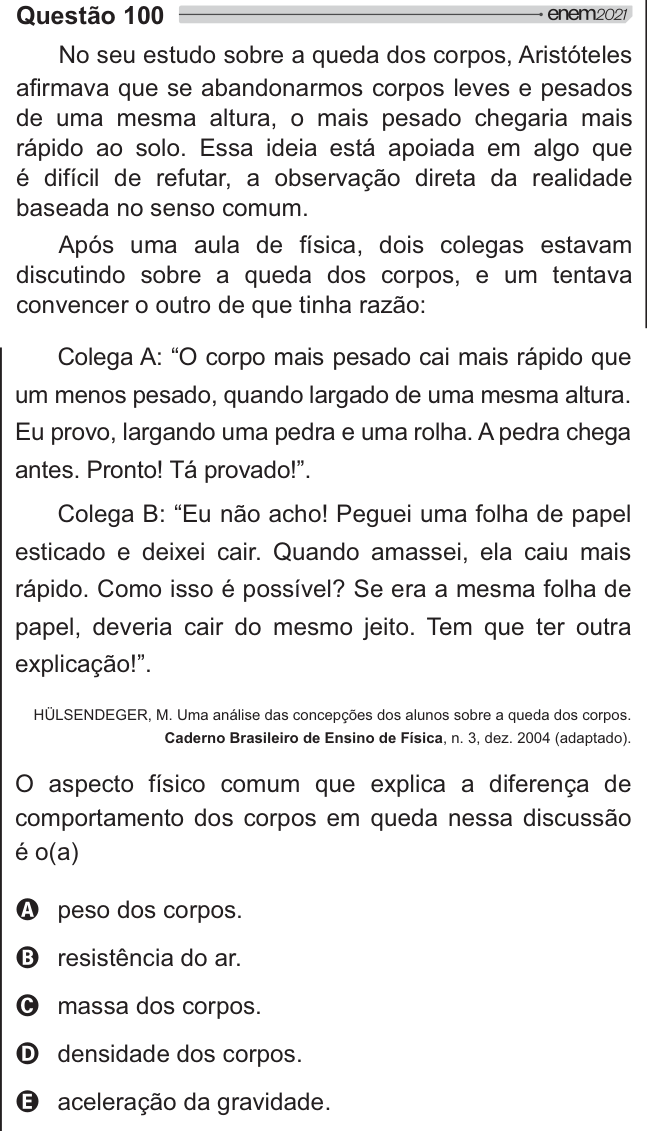 Questão 100
enem2021
No seu estudo sobre a queda dos corpos, Aristóteles
afirmava que se abandonarmos corpos leves e pesados
de uma mesma altura, o mais pesado chegaria mais
rápido ao solo. Essa ideia está apoiada em algo que
é difícil de refutar, a observação direta da realidade
baseada no senso comum.
Após uma aula de física, dois colegas estavam
discutindo sobre a queda dos corpos, e um tentava
convencer o outro de que tinha razão:
Colega A: “O corpo mais pesado cai mais rápido que
um menos pesado, quando largado de uma mesma altura.
Eu provo, largando uma pedra e uma rolha. A pedra chega
antes. Pronto! Tá provado!”.
Colega B: “Eu não acho! Peguei uma folha de papel
esticado e deixei cair. Quando amassei, ela caiu mais
rápido. Como isso é possível? Se era a mesma folha de
papel, deveria cair do mesmo jeito. Tem que ter outra
explicação!”.
HÜLSENDEGER, M. Uma análise das concepções dos alunos sobre a queda dos corpos.
Caderno Brasileiro de Ensino de Física, n. 3, dez. 2004 (adaptado).
O aspecto físico comum que explica a diferença de
comportamento dos corpos em queda nessa discussão
é o(a)
A peso dos corpos.
B resistência do ar.
C massa dos corpos.
D densidade dos corpos.
E aceleração da gravidade.